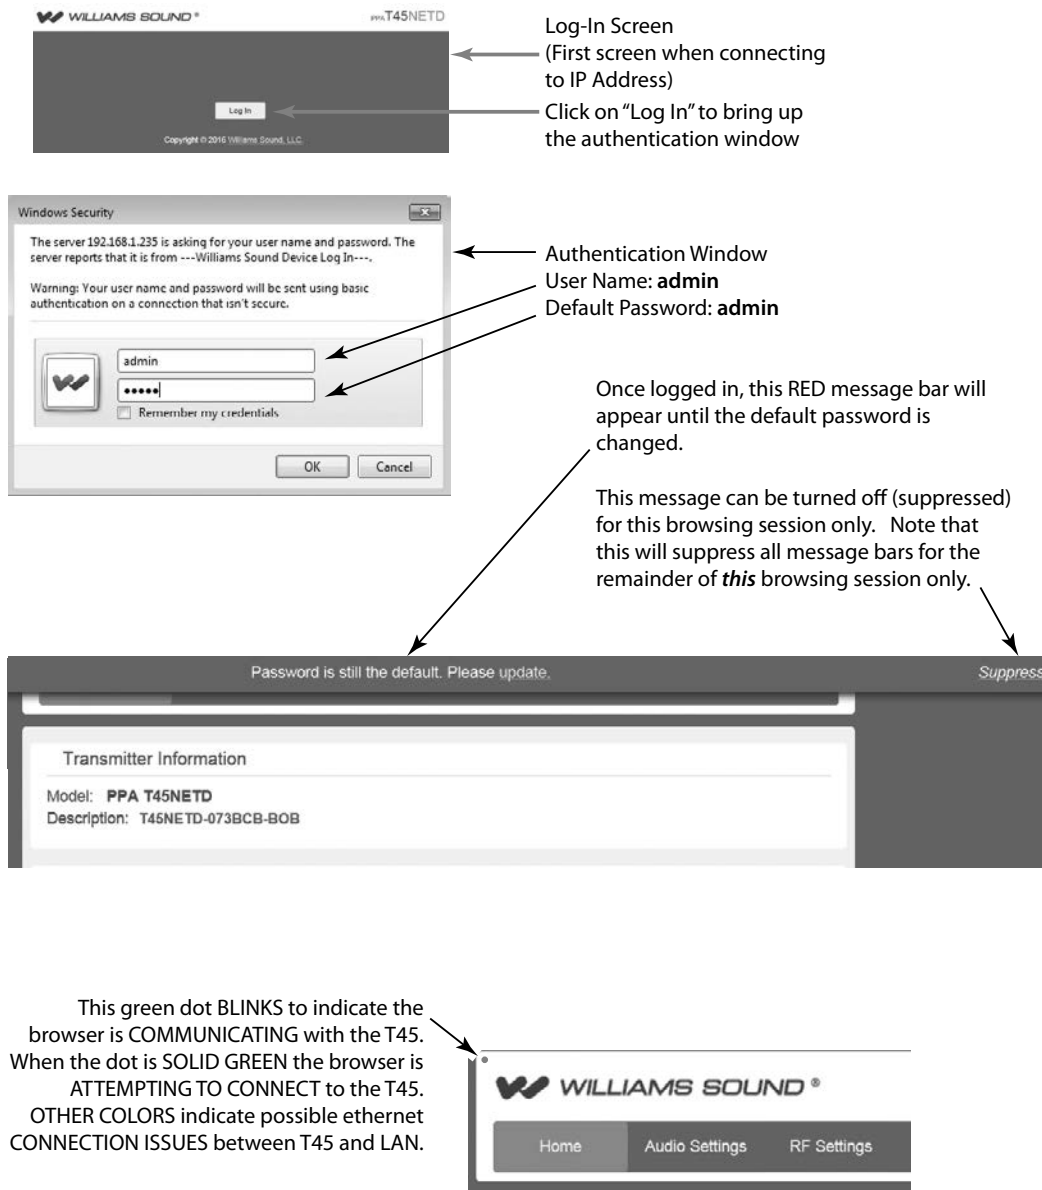 WILLIAMS SOUND®
PPA T45NETD
Log In
Copyright © 2016 Williams Sound, LLC.
Log-In Screen
(First screen when connecting
to IP Address)
Click on “Log In” to bring up
the authentication window
Windows Security
The server 192.168.1.235 is asking for your user name and password. The
server reports that it is from ---Williams Sound Device Log In---.
Warning: Your user name and password will be sent using basic
authentication on a connection that isn't secure.
admin
•••••
Remember my credentials
OK
Cancel
Authentication Window
User Name: admin
Default Password: admin
Once logged in, this RED message bar will
appear until the default password is
changed.
This message can be turned off (suppressed)
for this browsing session only.   Note that
this will suppress all message bars for the
remainder of this browsing session only.
Password is still the default. Please update.
Suppress
Transmitter Information
Model: PPA T45NETD
Description: T45NETD-073BCB-BOB
This green dot BLINKS to indicate the
browser is COMMUNICATING with the T45.
When the dot is SOLID GREEN the browser is
ATTEMPTING TO CONNECT to the T45.
OTHER COLORS indicate possible ethernet
CONNECTION ISSUES between T45 and LAN.
WILLIAMS SOUND®
Home
Audio Settings
RF Settings